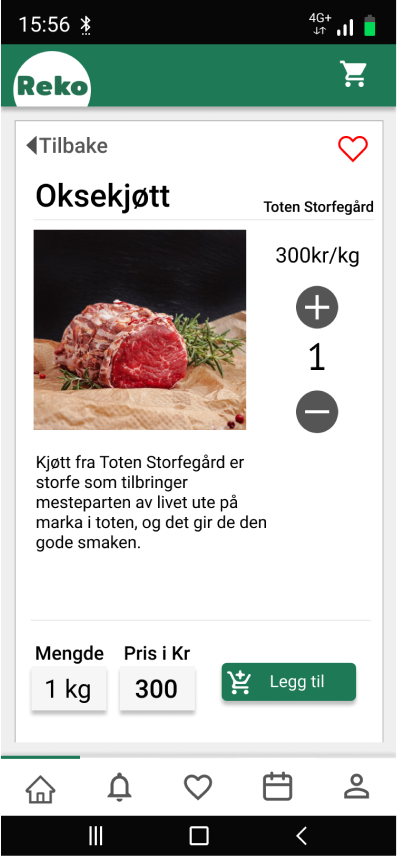 15:56
4G+
Reko
Tilbake
Oksekjøtt
Toten Storfegård
300kr/kg
1
Kjøtt fra Toten Storfegård er
storfe som tilbringer
mesteparten av livet ute på
marka i toten, og det gir de den
gode smaken.
Mengde
Pris i Kr
1 kg
300
Legg til